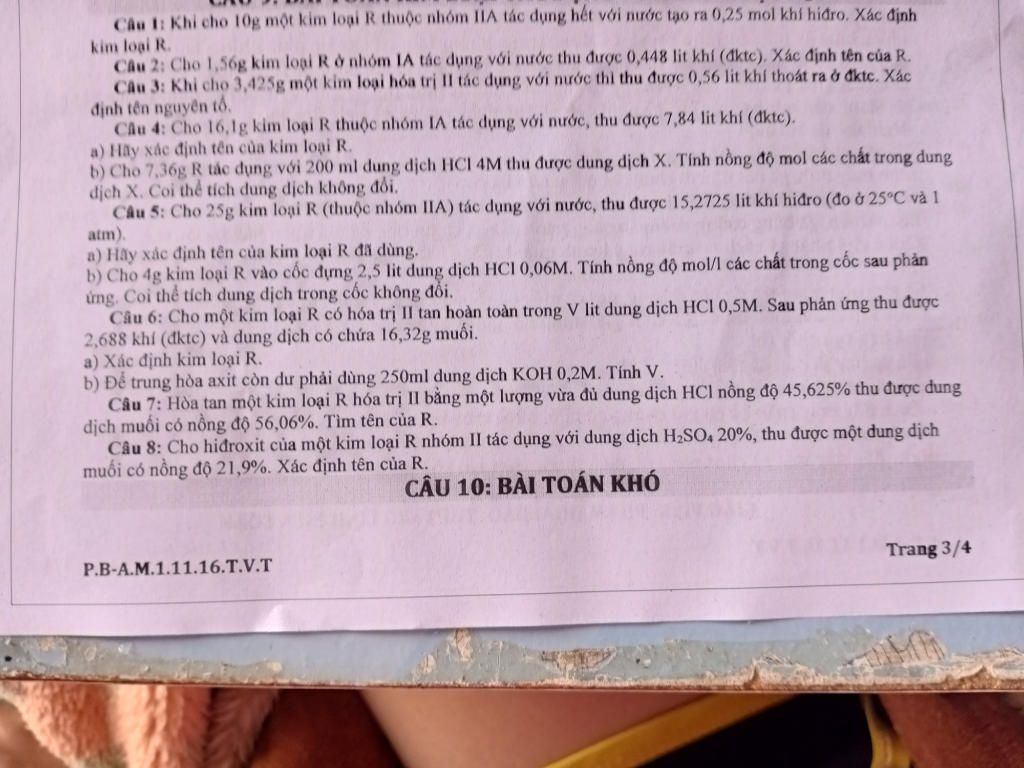 Câu 1: Khi cho 10g một kim loại R thuộc nhóm IIA tác dụng hết với nước tạo ra 0,25 mol khí hiđro. Xác định
kim loại R.
Câu 2: Cho 1,56g kim loại R ở nhóm IA tác dụng với nước thu được 0,448 lit khí (đktc). Xác định tên của R.
Câu 3: Khi cho 3,425g một kim loại hóa trị II tác dụng với nước thì thu được 0,56 lit khí thoát ra ở đktc. Xác
định tên nguyên tố.
Câu 4: Cho 16,1g kim loại R thuộc nhóm IA tác dụng với nước, thu được 7,84 lit khí (đktc).
a) Hãy xác định tên của kim loại R.
b) Cho 7,36g R tác dụng với 200 ml dung dịch HCl 4M thu được dung dịch X. Tính nồng độ mol các chất trong dung
dịch X. Coi thể tích dung dịch không đổi.
Câu 5: Cho 25g kim loại R (thuộc nhóm IIA) tác dụng với nước, thu được 15,2725 lit khí hiđro (đo ở 25°C và 1
atm).
a) Hãy xác định tên của kim loại R đã dùng.
b) Cho 4g kim loại R vào cốc đựng 2,5 lit dung dịch HCl 0,06M. Tính nồng độ mol/l các chất trong cốc sau phản
ứng. Coi thể tích dung dịch trong cốc không đổi.
Câu 6: Cho một kim loại R có hóa trị II tan hoàn toàn trong V lit dung dịch HCl 0,5M. Sau phản ứng thu được
2,688 khí (đktc) và dung dịch có chứa 16,32g muối.
a) Xác định kim loại R.
b) Để trung hòa axit còn dư phải dùng 250ml dung dịch KOH 0,2M. Tính V.
Câu 7: Hòa tan một kim loại R hóa trị II bằng một lượng vừa đủ dung dịch HCl nồng độ 45,625% thu được dung
dịch muối có nồng độ 56,06%. Tìm tên của R.
Câu 8: Cho hiđroxit của một kim loại R nhóm II tác dụng với dung dịch H₂SO₄ 20%, thu được một dung dịch
muối có nồng độ 21,9%. Xác định tên của R.
CÂU 10: BÀI TOÁN KHÓ
P.B-A.M.1.11.16.T.V.T
Trang 3/4